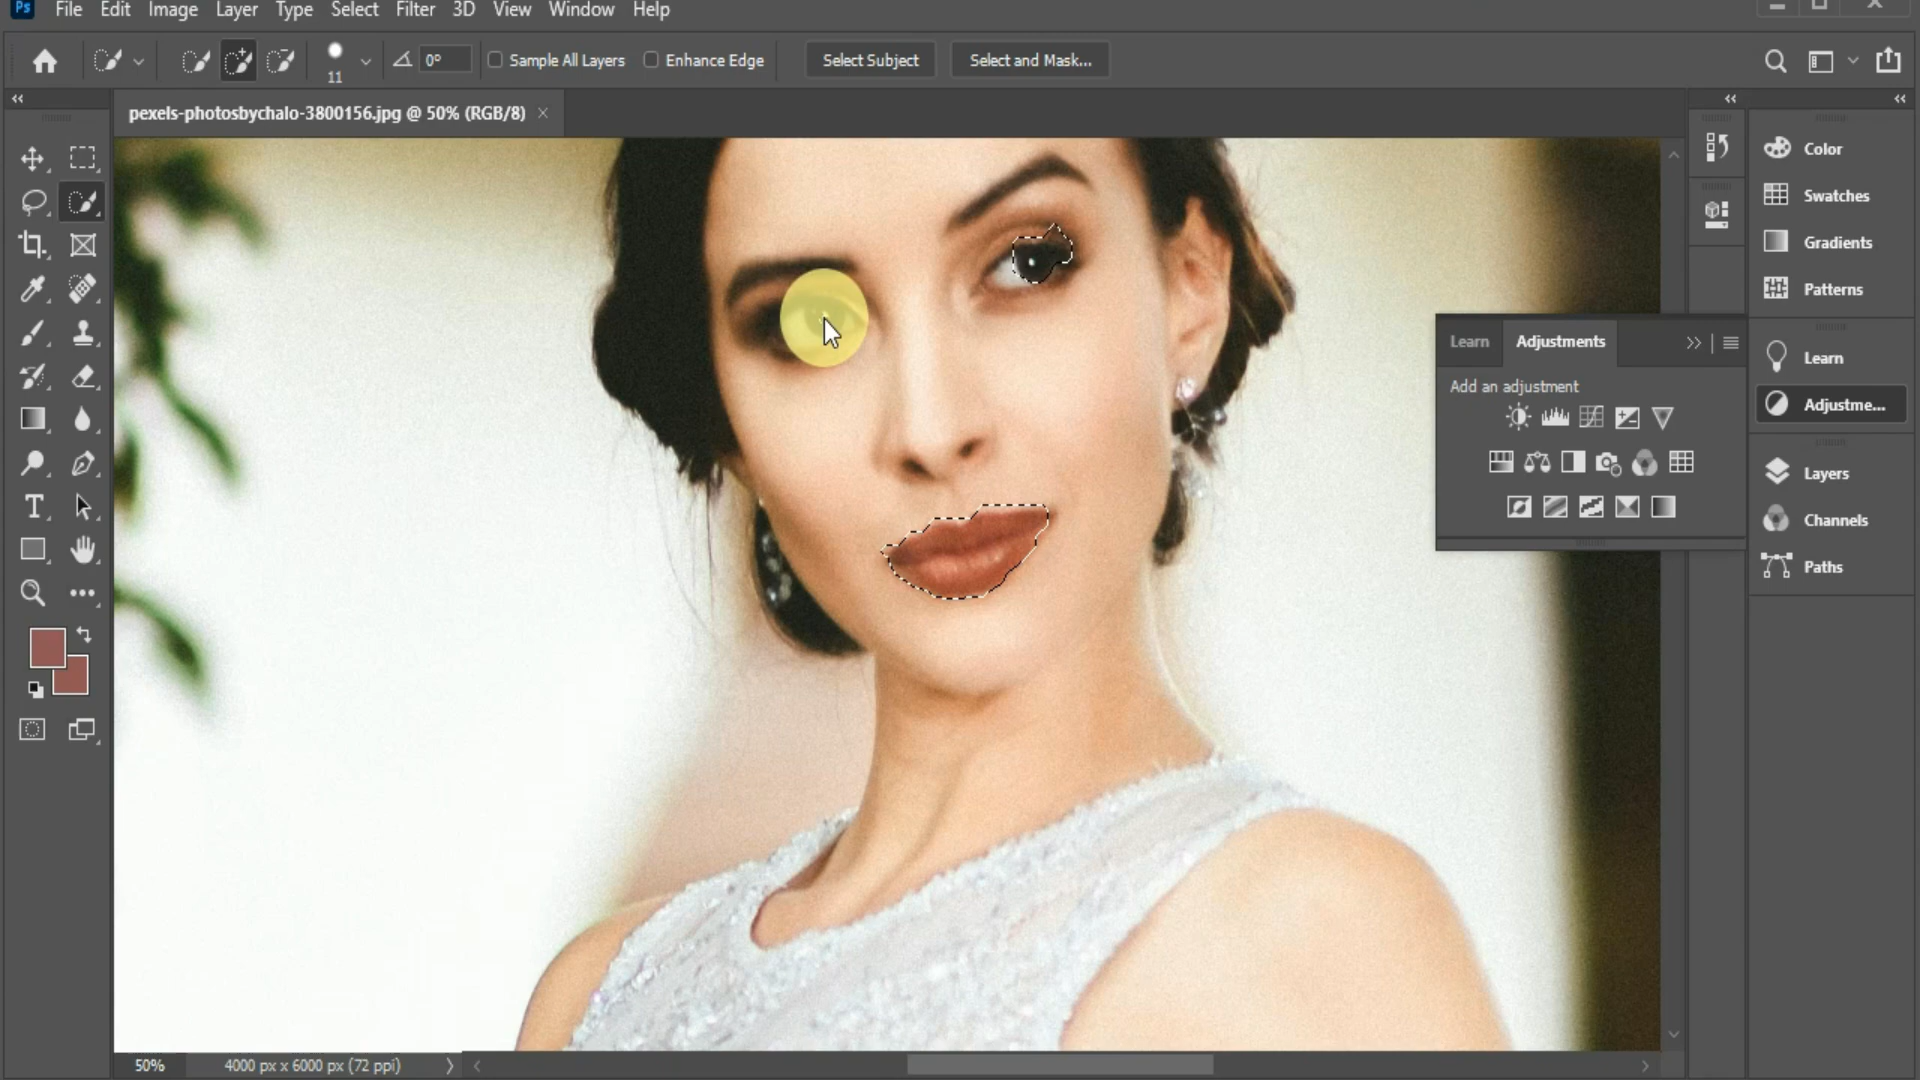 Ps File Edit Image Layer Type Select Filter 3D View Window Help
11 0° Sample All Layers Enhance Edge Select Subject Select and Mask...
pexels-photosbychalo-3800156.jpg @ 50% (RGB/8)
Color
Swatches
Gradients
Patterns
Learn Adjustments
Add an adjustment
Learn
Adjustme...
Layers
Channels
Paths
50% 4000 px x 6000 px (72 ppi)